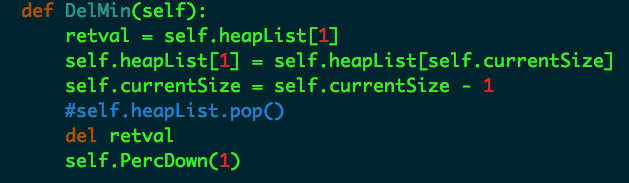 def DelMin(self):
    retval = self.heapList[1]
    self.heapList[1] = self.heapList[self.currentSize]
    self.currentSize = self.currentSize - 1
    #self.heapList.pop()
    del retval
    self.PercDown(1)